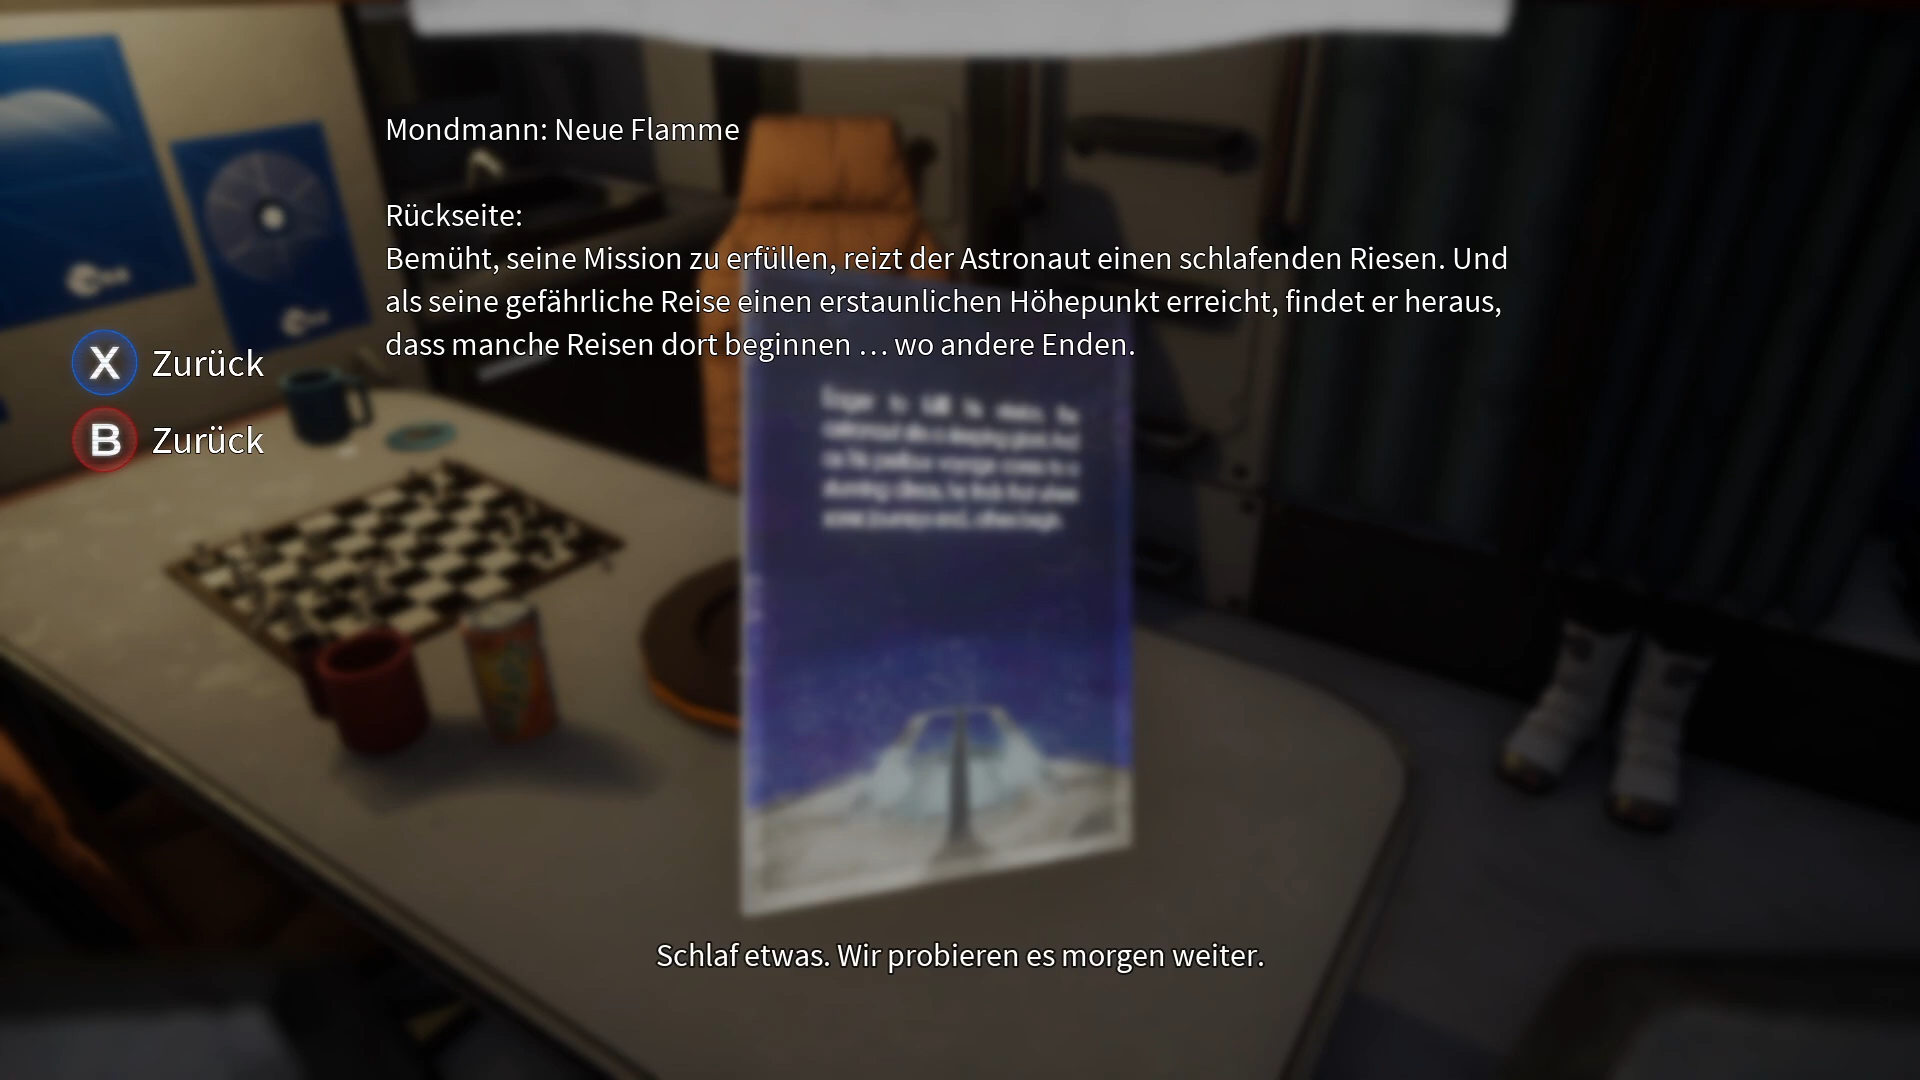 Mondmann: Neue Flamme
Rückseite:
Bemüht, seine Mission zu erfüllen, reizt der Astronaut einen schlafenden Riesen. Und
als seine gefährliche Reise einen erstaunlichen Höhepunkt erreicht, findet er heraus,
dass manche Reisen dort beginnen … wo andere Enden.
X Zurück
B Zurück
Schlaf etwas. Wir probieren es morgen weiter.